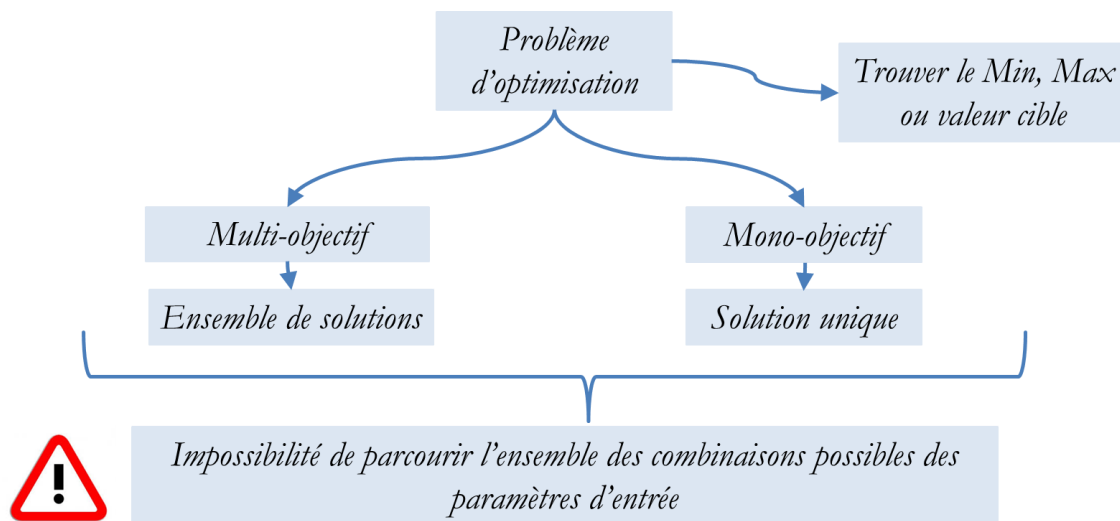 Problème
d'optimisation
Trouver le Min, Max
ou valeur cible
Multi-objectif
Mono-objectif
Ensemble de solutions
Solution unique
Impossibilité de parcourir l'ensemble des combinaisons possibles des
paramètres d'entrée